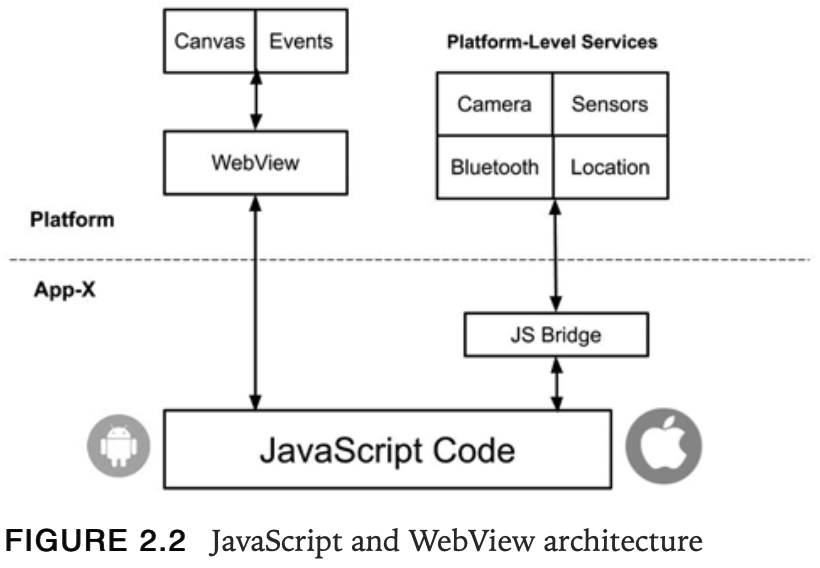 Canvas Events
Platform-Level Services
Camera Sensors
WebView
Bluetooth Location
Platform
App-X
JS Bridge
JavaScript Code
FIGURE 2.2 JavaScript and WebView architecture